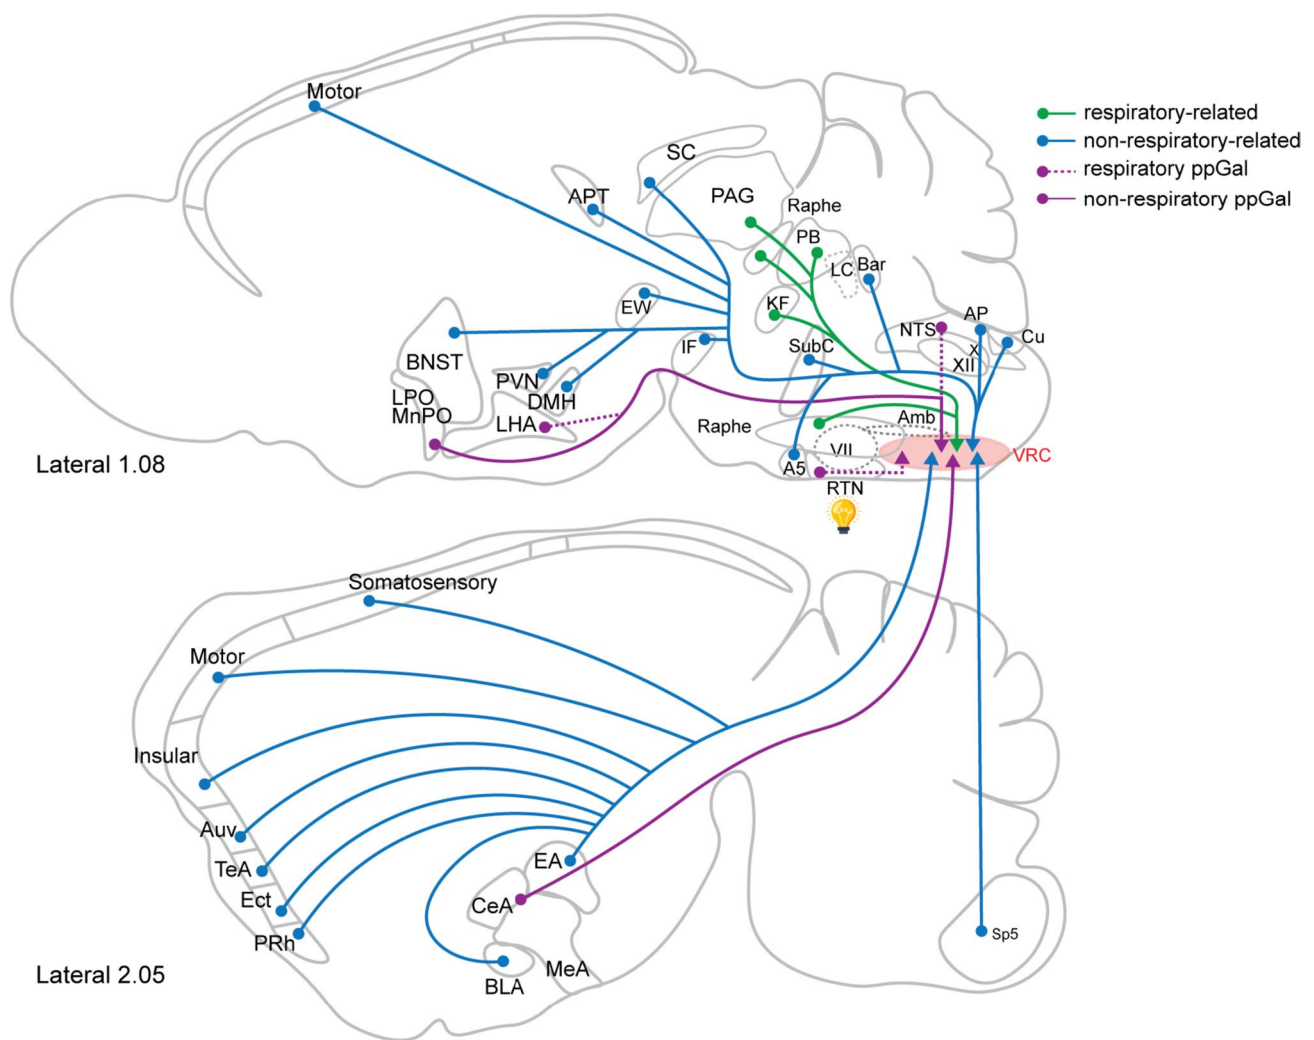 Motor
SC
APT
PAG
Raphe
PB
LC
Bar
respiratory-related
non-respiratory-related
respiratory ppGal
non-respiratory ppGal
EW
KF
NTS
AP
X
XII
Cu
BNST
IF
SubC
PVN
DMH
LPO
MnPO
LHA
Raphe
Amb
VII
A5
VRC
RTN
Lateral 1.08
Somatosensory
Motor
Insular
Auv
TeA
Ect
PRh
EA
CeA
MeA
BLA
Sp5
Lateral 2.05